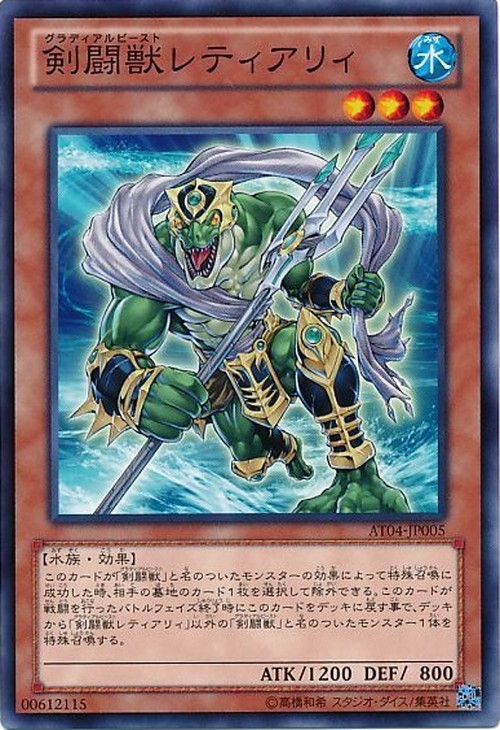 グラディアルビースト
剣闘獣レティアリィ
水
AT04-JP005
【水族・効果】
このカードが「剣闘獣」と名のついたモンスターの効果によって特殊召喚に
成功した時、相手の墓地のカード1枚を選択して除外できる。このカードが
戦闘を行ったバトルフェイズ終了時にこのカードをデッキに戻す事で、デッキ
から「剣闘獣レティアリィ」以外の「剣闘獣」と名のついたモンスター1体を
特殊召喚する。
ATK/1200 DEF/ 800
00612115
©高橋和希 スタジオ・ダイス/集英社